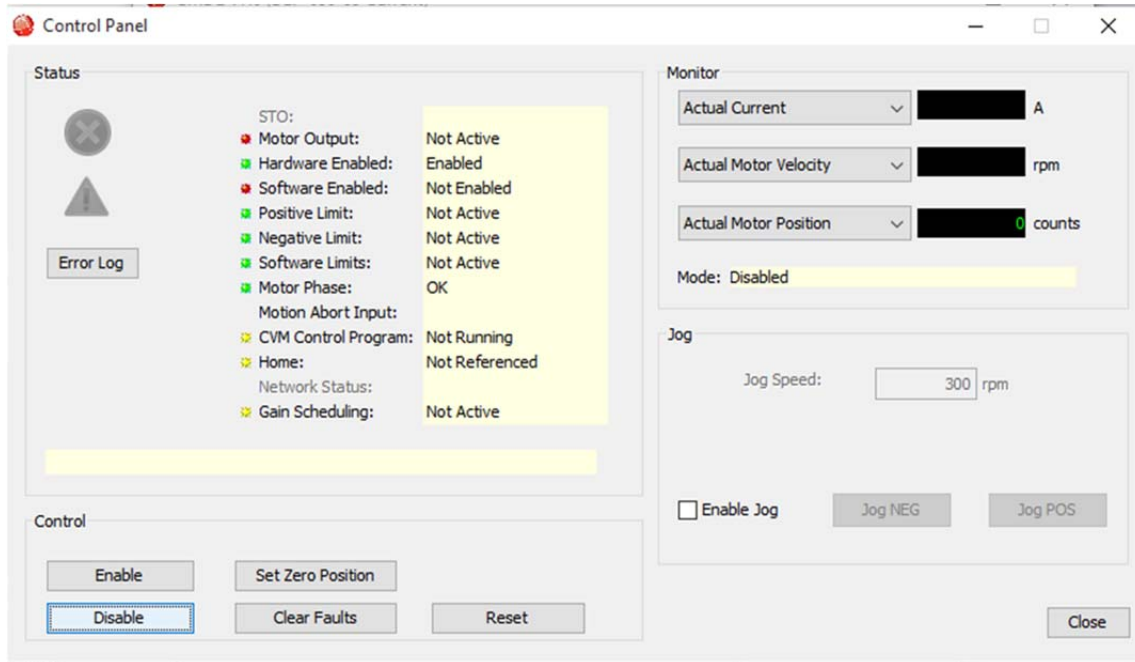 Control Panel
Status
STO:
Motor Output: Not Active
Hardware Enabled: Enabled
Software Enabled: Not Enabled
Positive Limit: Not Active
Negative Limit: Not Active
Software Limits: Not Active
Motor Phase: OK
Motion Abort Input:
CVM Control Program: Not Running
Home: Not Referenced
Network Status:
Gain Scheduling: Not Active
Error Log
Control
Enable Set Zero Position
Disable Clear Faults Reset
Monitor
Actual Current A
Actual Motor Velocity rpm
Actual Motor Position 0 counts
Mode: Disabled
Jog
Jog Speed: 300 rpm
Enable Jog Jog NEG Jog POS
Close